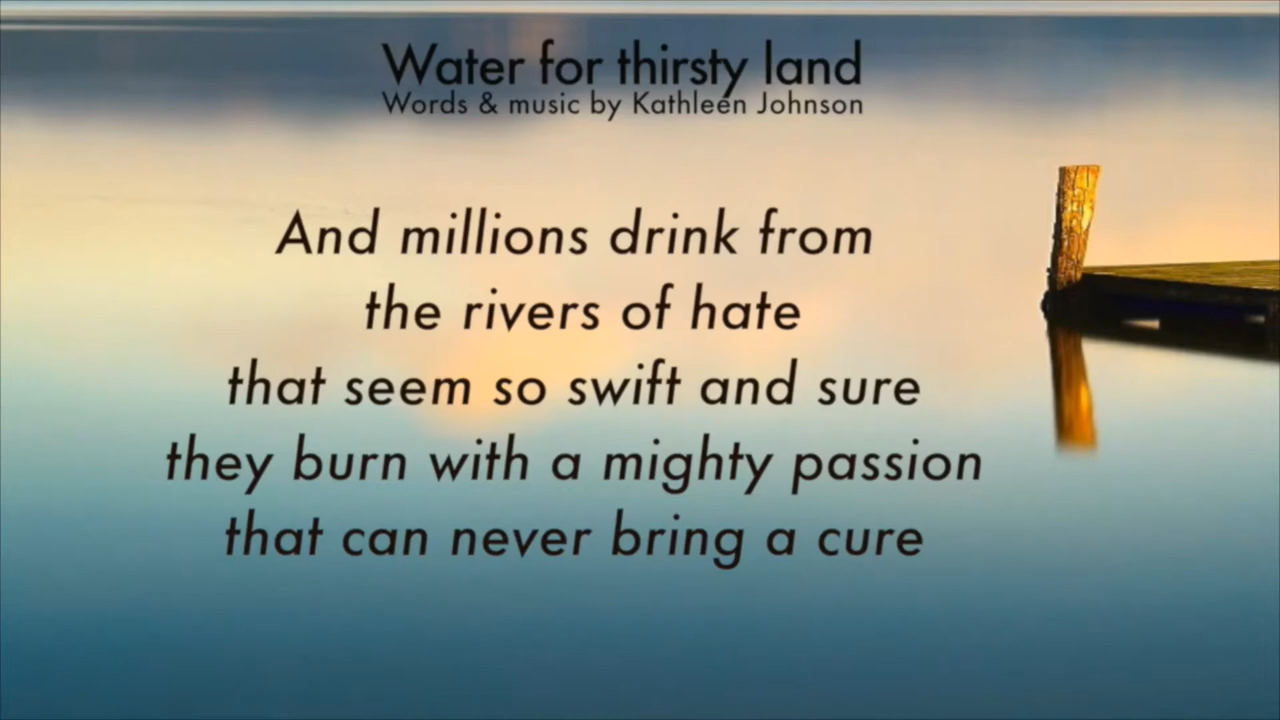 Water for thirsty land
Words & music by Kathleen Johnson
And millions drink from
the rivers of hate
that seem so swift and sure
they burn with a mighty passion
that can never bring a cure